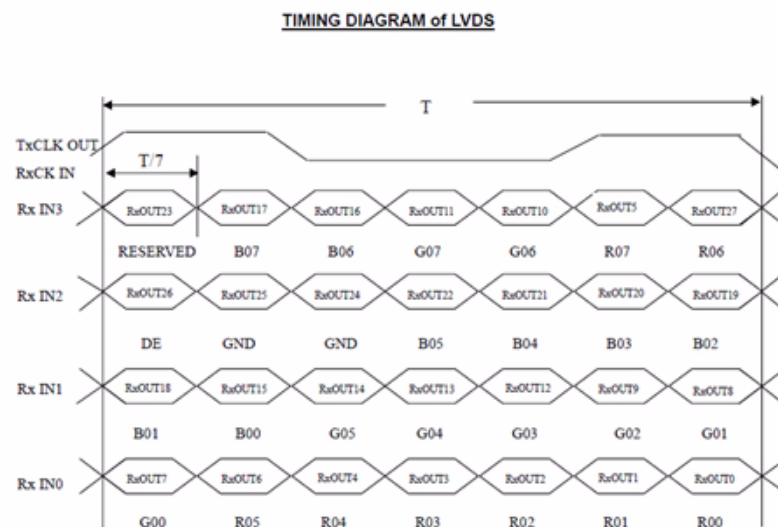 TIMING DIAGRAM of LVDS
T
TxCLK OUT
T/7
RxCK IN
Rx IN3 RxOUT23 RxOUT17 RxOUT16 RxOUT11 RxOUT10 RxOUT5 RxOUT27
RESERVED B07 B06 G07 G06 R07 R06
Rx IN2 RxOUT26 RxOUT25 RxOUT24 RxOUT22 RxOUT21 RxOUT20 RxOUT19
DE GND GND B05 B04 B03 B02
Rx IN1 RxOUT18 RxOUT15 RxOUT14 RxOUT13 RxOUT12 RxOUT9 RxOUT8
B01 B00 G05 G04 G03 G02 G01
Rx IN0 RxOUT7 RxOUT6 RxOUT4 RxOUT3 RxOUT2 RxOUT1 RxOUT0
G00 R05 R04 R03 R02 R01 R00